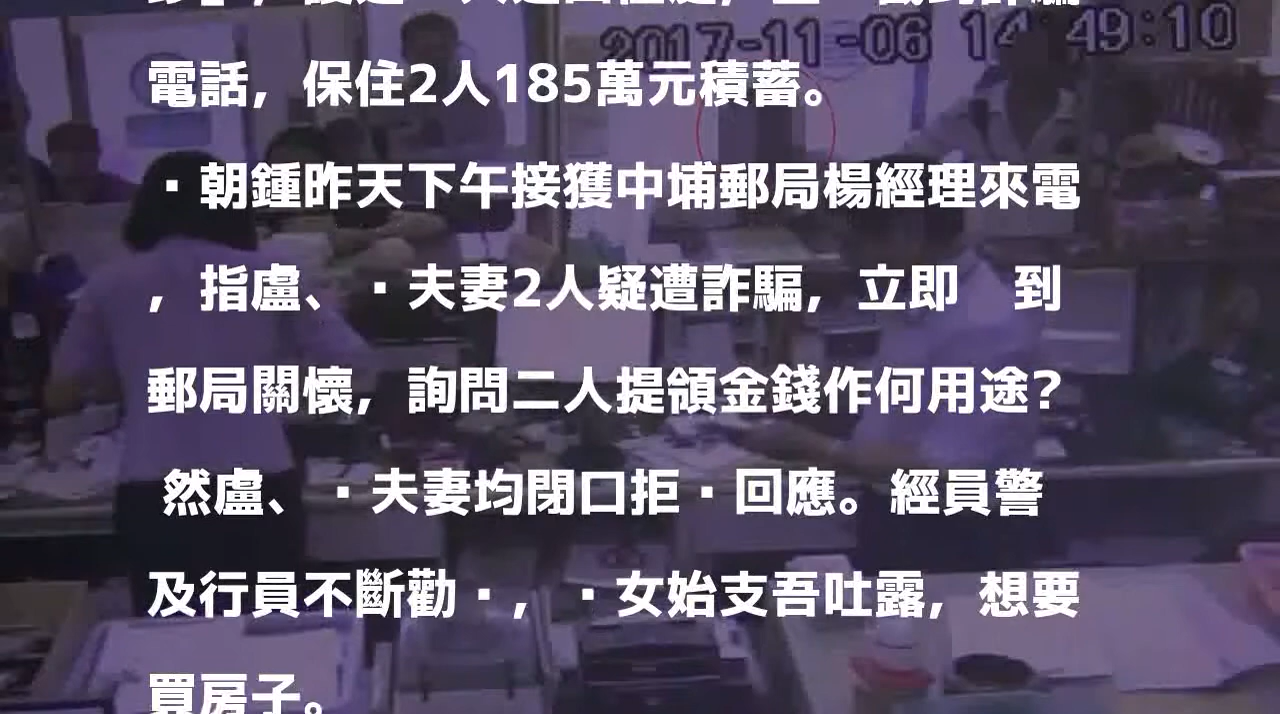 2017-11-06 14:49:10
電話，保住2人185萬元積蓄。
▪朝鍾昨天下午接獲中埔郵局楊經理來電
，指盧、▪夫妻2人疑遭詐騙，立即　到
郵局關懷，詢問二人提領金錢作何用途？
然盧、▪夫妻均閉口拒▪回應。經員警
及行員不斷勸▪，▪女始支吾吐露，想要
買房子。